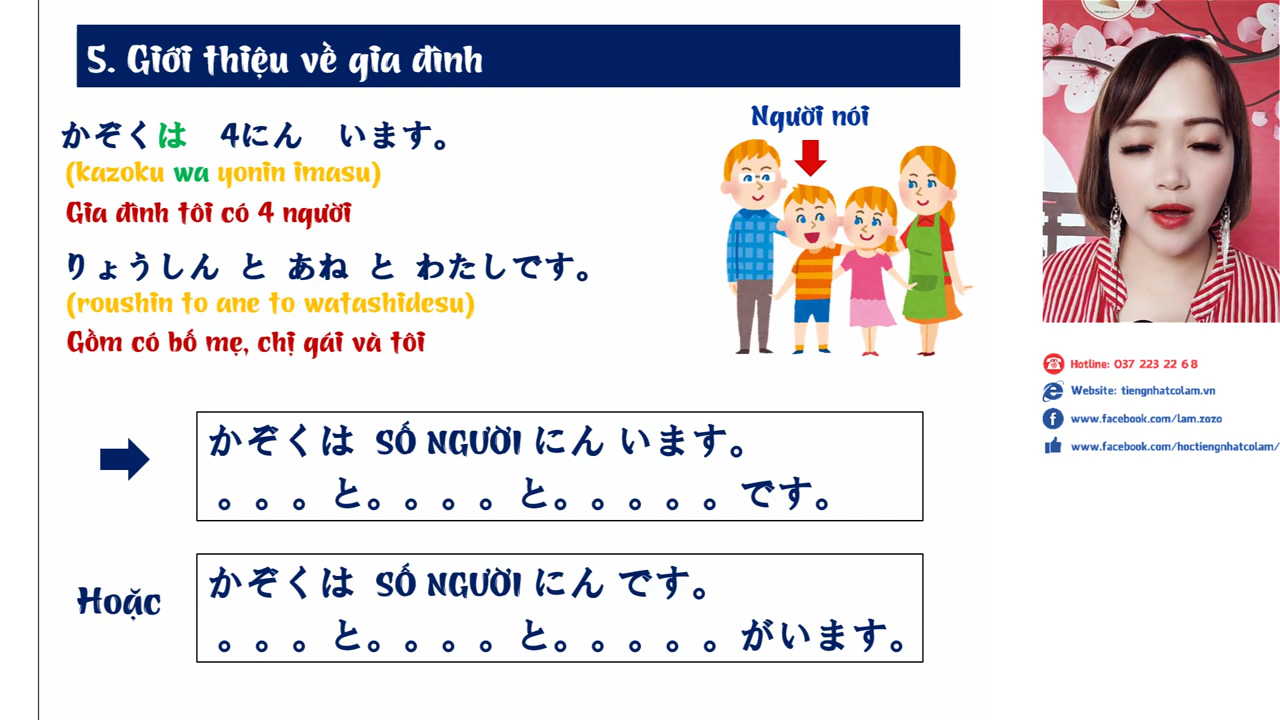 5. Giới thiệu về gia đình
かぞくは 4にん います。
(kazoku wa yonin imasu)
Gia đình tôi có 4 người
りょうしん と あね と わたしです。
(roushin to ane to watashidesu)
Gồm có bố mẹ, chị gái và tôi
Người nói
かぞくは SỐ NGƯỜI にん います。
。。。と。。。。と。。。。。です。
Hoặc
かぞくは SỐ NGƯỜI にん です。
。。。と。。。。と。。。。。がいます。
Hotline: 037 223 22 68
Website: tiengnhatcolam.vn
www.facebook.com/lam.zozo
www.facebook.com/hoctiengnhatcolam/